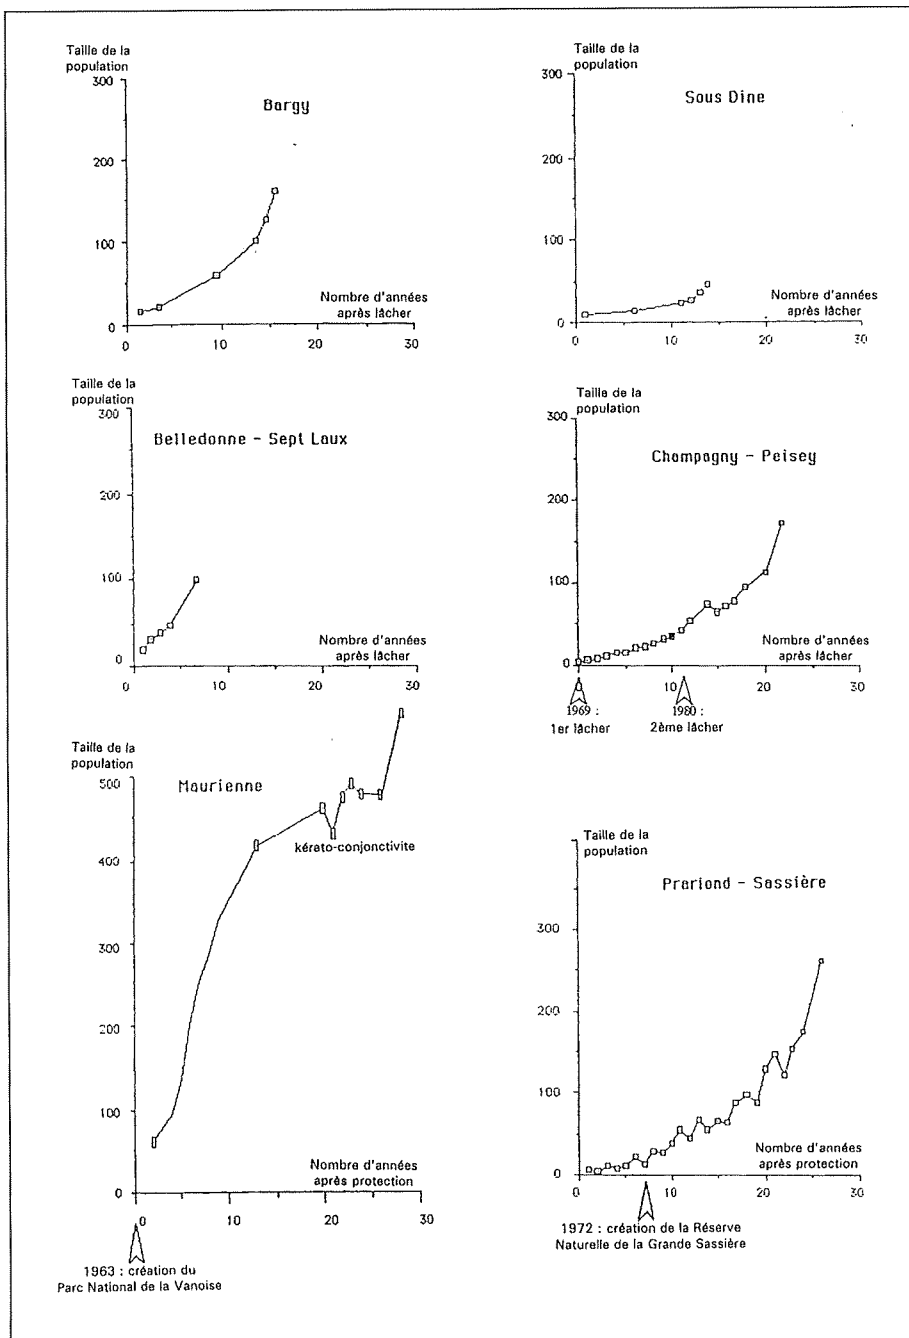 Taille de la
population
300
200
100
0
Bargy
Nombre d'années
après lâcher
0 10 20 30
Taille de la
population
300
200
100
0
Sous Dine
Nombre d'années
après lâcher
0 10 20 30
Taille de la
population
300
200
100
0
Belledonne - Sept Laux
Nombre d'années
après lâcher
0 10 20 30
Taille de la
population
300
200
100
0
Champagny - Peisey
Nombre d'années
après lâcher
0 10 20 30
1969 :
1er lâcher
1980 :
2ème lâcher
Taille de la
population
500
400
300
200
100
0
Maurienne
kérato-conjonctivite
Nombre d'années
après protection
0 10 20 30
1963 : création du
Parc National de la Vanoise
Taille de la
population
300
200
100
0
Prariond - Sassière
Nombre d'années
après protection
0 10 20 30
1972 : création de la Réserve
Naturelle de la Grande Sassière